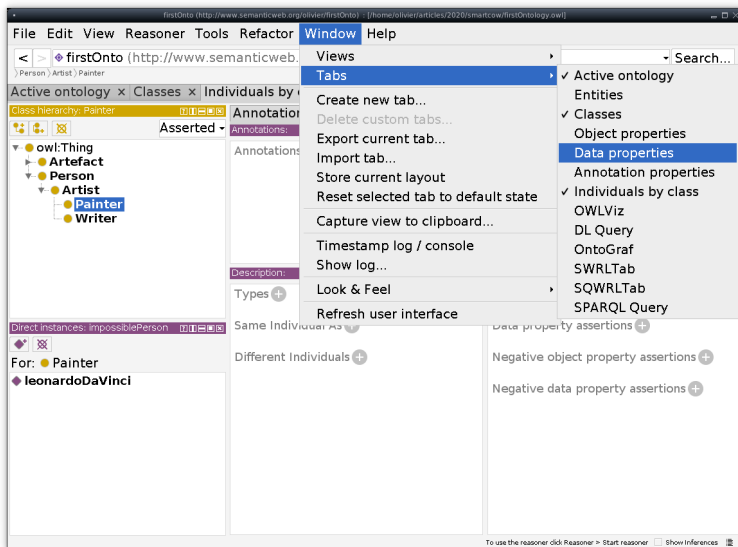 firstOnto (http://www.semanticweb.org/olivier/firstOnto) : [/home/olivier/articles/2020/smartcow/firstOntology.owl]
File Edit View Reasoner Tools Refactor Window Help
< > firstOnto (http://www.semanticweb. Search...
Person Artist Painter
Active ontology × Classes × Individuals by
Class hierarchy: Painter
Asserted
owl:Thing
Artefact
Person
Artist
Painter
Writer
Direct instances: impossiblePerson
For: Painter
leonardoDaVinci
Annotation
Annotations:
Annotations
Description:
Types
Same Individual As
Different Individuals
Data property assertions
Negative object property assertions
Negative data property assertions
Views
Tabs
Create new tab...
Delete custom tabs...
Export current tab...
Import tab...
Store current layout
Reset selected tab to default state
Capture view to clipboard...
Timestamp log / console
Show log...
Look & Feel
Refresh user interface
Active ontology
Entities
Classes
Object properties
Data properties
Annotation properties
Individuals by class
OWLViz
DL Query
OntoGraf
SWRLTab
SQWRLTab
SPARQL Query
To use the reasoner click Reasoner > Start reasoner Show Inferences